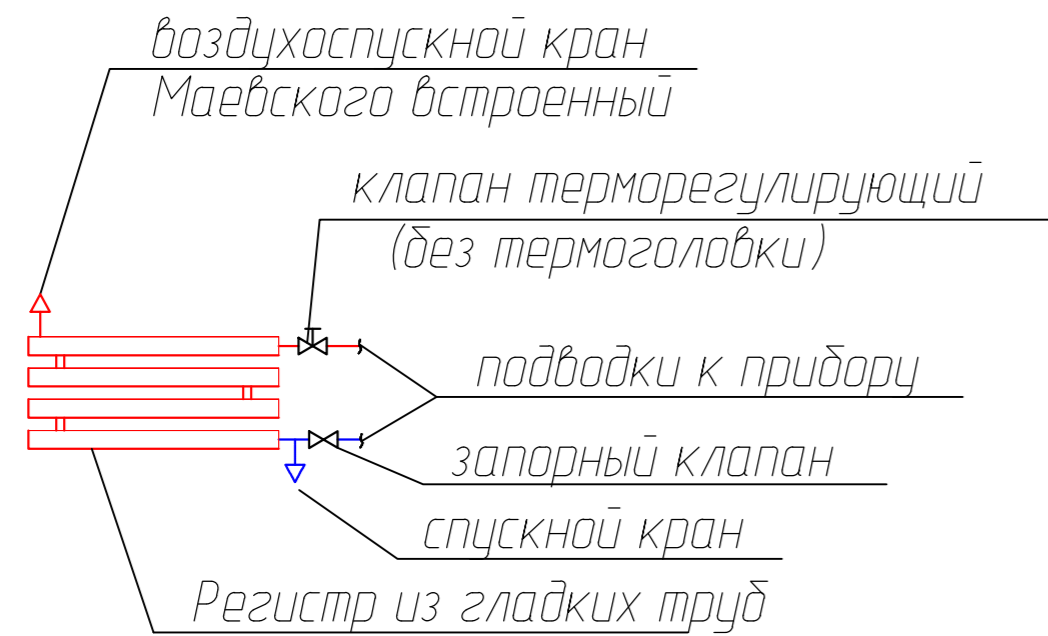 воздухоспускной кран
Маевского встроенный
клапан терморегулирующий
(без термоголовки)
подводки к прибору
запорный клапан
спускной кран
Регистр из гладких труб